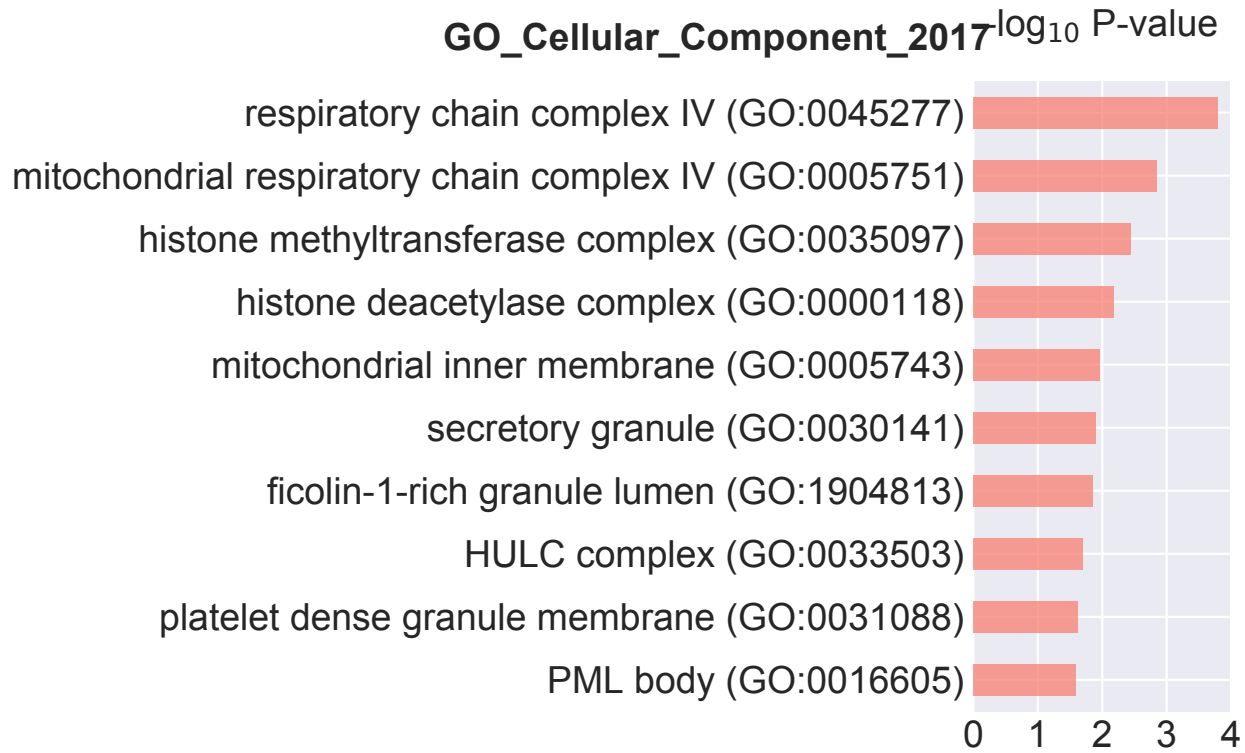 GO_Cellular_Component_2017
-log10 P-value
respiratory chain complex IV (GO:0045277)
mitochondrial respiratory chain complex IV (GO:0005751)
histone methyltransferase complex (GO:0035097)
histone deacetylase complex (GO:0000118)
mitochondrial inner membrane (GO:0005743)
secretory granule (GO:0030141)
ficolin-1-rich granule lumen (GO:1904813)
HULC complex (GO:0033503)
platelet dense granule membrane (GO:0031088)
PML body (GO:0016605)
0 1 2 3 4